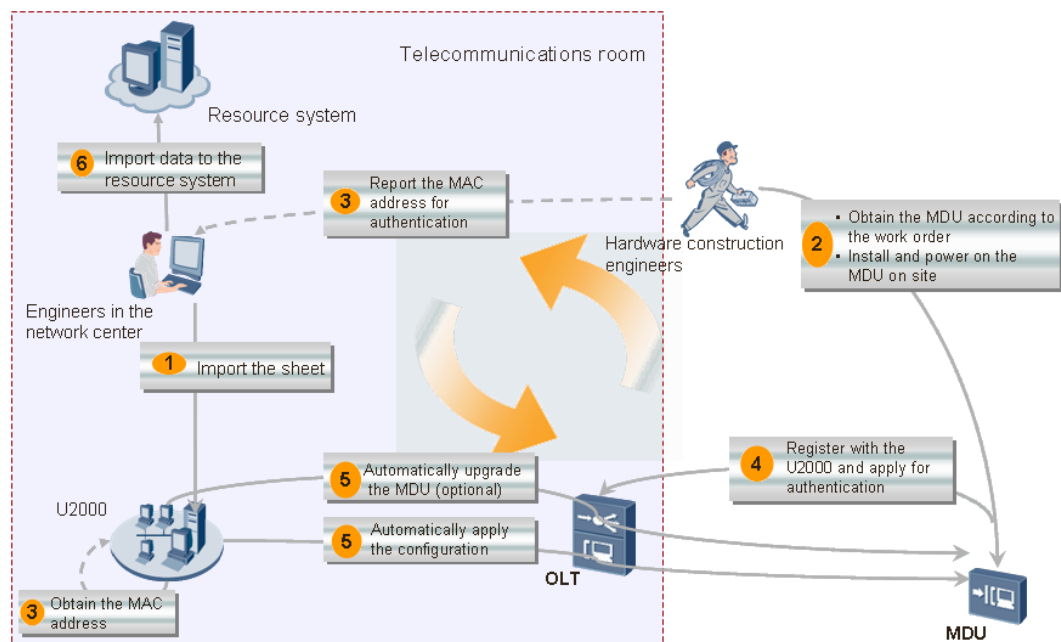 Telecommunications room
Resource system
6
Import data to the
resource system
3
Report the MAC
address for
authentication
Hardware construction
engineers
2
▪ Obtain the MDU according to
the work order
▪ Install and power on the
MDU on site
Engineers in the
network center
1
Import the sheet
4
Register with the
U2000 and apply for
authentication
5
Automatically upgrade
the MDU (optional)
U2000
5
Automatically apply
the configuration
OLT
3
Obtain the MAC
address
MDU